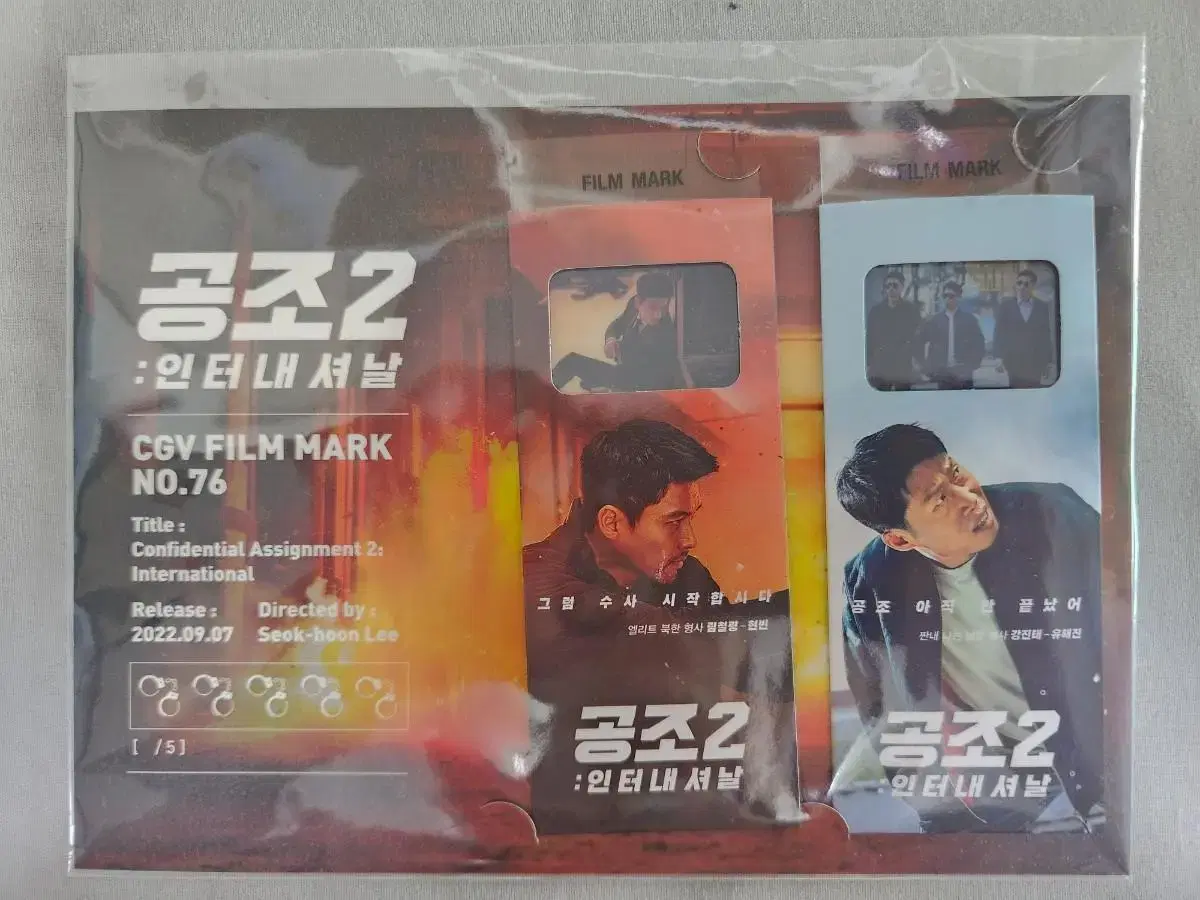 공조2
:인터내셔날
CGV FILM MARK
NO.76
Title :
Confidential Assignment 2:
International
Release :
2022.09.07
Directed by :
Seok-hoon Lee
[ /5]
FILM MARK
그럼 수사 시작합시다
엘리트 북한 형사 림철령-현빈
공조2
:인터내셔날
FILM MARK
공조 아직 안 끝났어
짠내 형사 강진태-유해진
공조2
:인터내셔날